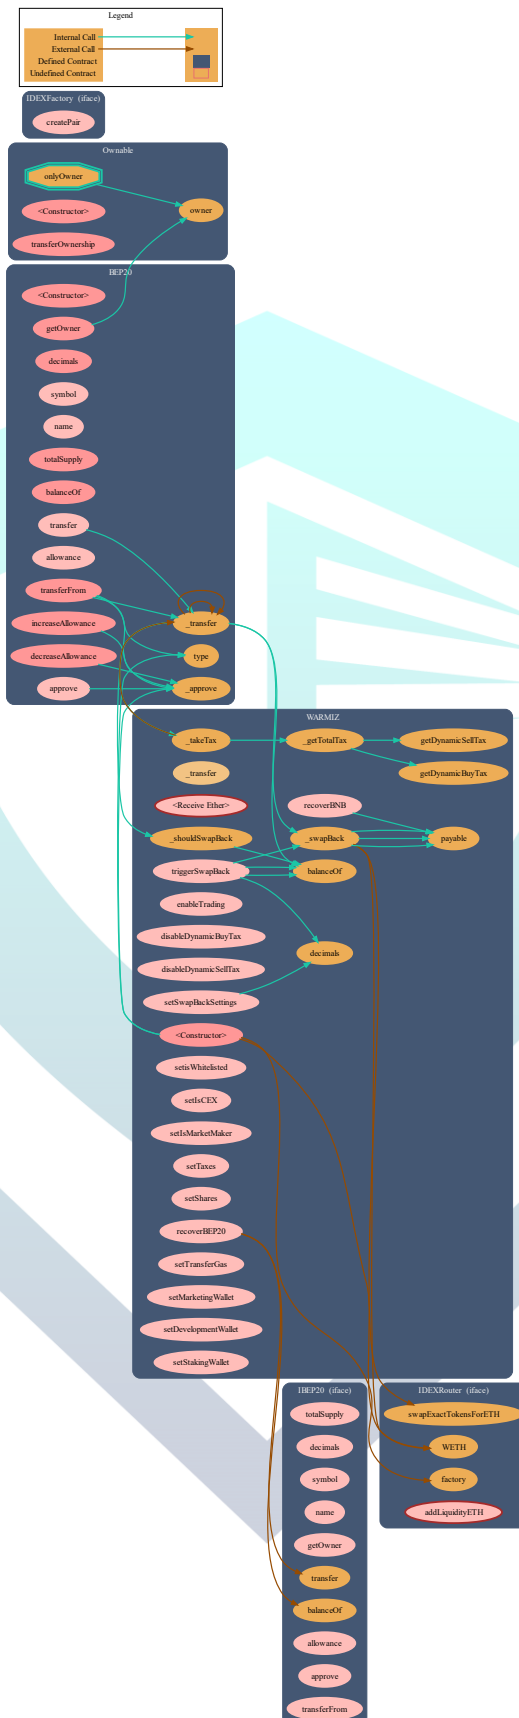 Legend
Internal Call
External Call
Defined Contract
Undefined Contract
IDEXFactory (iface)
createPair
Ownable
onlyOwner
<Constructor>
owner
transferOwnership
BEP20
<Constructor>
getOwner
decimals
symbol
name
totalSupply
balanceOf
transfer
allowance
transferFrom
increaseAllowance
_transfer
decreaseAllowance
type
approve
_approve
WARMIZ
_takeTax
_getTotalTax
getDynamicSellTax
_transfer
getDynamicBuyTax
<Receive Ether>
recoverBNB
_shouldSwapBack
_swapBack
payable
triggerSwapBack
balanceOf
enableTrading
disableDynamicBuyTax
decimals
disableDynamicSellTax
setSwapBackSettings
<Constructor>
setisWhitelisted
setIsCEX
setIsMarketMaker
setTaxes
setShares
recoverBEP20
setTransferGas
setMarketingWallet
setDevelopmentWallet
setStakingWallet
IBEP20 (iface)
IDEXRouter (iface)
totalSupply
swapExactTokensForETH
decimals
WETH
symbol
factory
name
addLiquidityETH
getOwner
transfer
balanceOf
allowance
approve
transferFrom